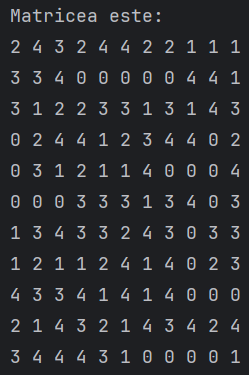 Matricea este:
2 4 3 2 4 4 2 2 1 1 1
3 3 4 0 0 0 0 0 4 4 1
3 1 2 2 3 3 1 3 1 4 3
0 2 4 4 1 2 3 4 4 0 2
0 3 1 2 1 1 4 0 0 0 4
0 0 0 3 3 3 1 3 4 0 3
1 3 4 3 3 2 4 3 0 3 3
1 2 1 1 2 4 1 4 0 2 3
4 3 3 4 1 4 1 4 0 0 0
2 1 4 3 2 1 4 3 4 2 4
3 4 4 4 3 1 0 0 0 0 1